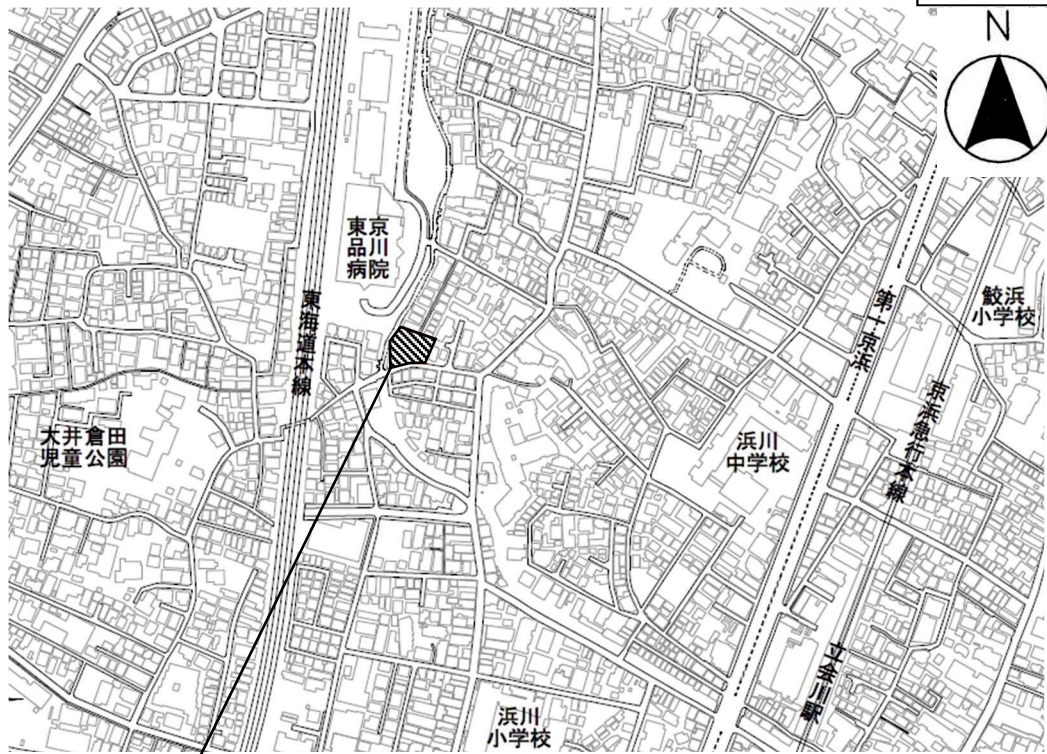 N
東京
品川
病院
東海道本線
第一京浜
鮫浜
小学校
京浜急行本線
大井倉田
児童公園
浜川
中学校
立会川駅
浜川
小学校